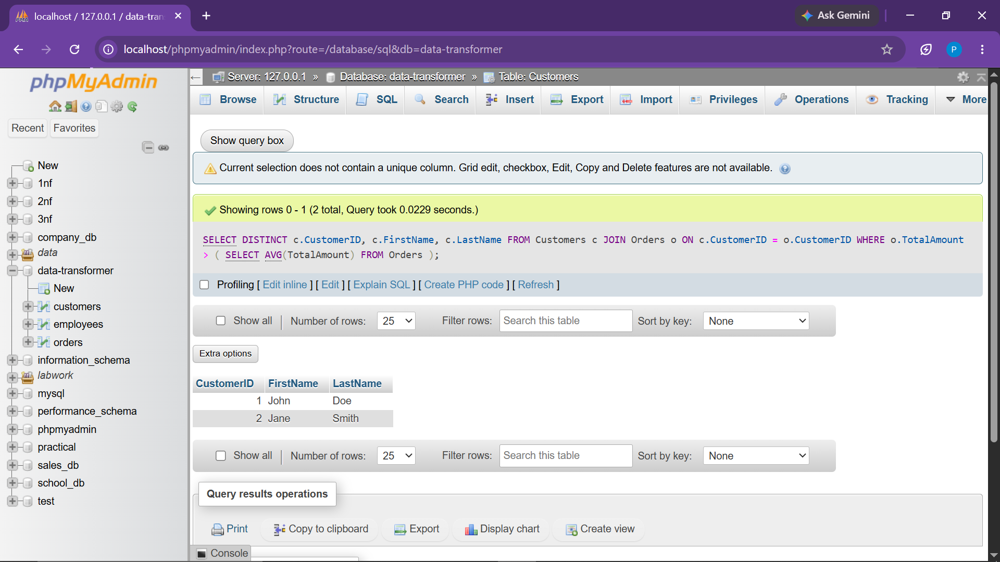 localhost / 127.0.0.1 / data-tran
Ask Gemini
localhost/phpmyadmin/index.php?route=/database/sql&db=data-transformer
P
phpMyAdmin
Recent
Favorites
New
1nf
2nf
3nf
company_db
data
data-transformer
New
customers
employees
orders
information_schema
labwork
mysql
performance_schema
phpmyadmin
practical
sales_db
school_db
test
Server: 127.0.0.1 » Database: data-transformer » Table: Customers
Browse Structure SQL Search Insert Export Import Privileges Operations Tracking More
Show query box
Current selection does not contain a unique column. Grid edit, checkbox, Edit, Copy and Delete features are not available.
Showing rows 0 - 1 (2 total, Query took 0.0229 seconds.)
SELECT DISTINCT c.CustomerID, c.FirstName, c.LastName FROM Customers c JOIN Orders o ON c.CustomerID = o.CustomerID WHERE o.TotalAmount
> ( SELECT AVG(TotalAmount) FROM Orders );
Profiling [ Edit inline ] [ Edit ] [ Explain SQL ] [ Create PHP code ] [ Refresh ]
Show all | Number of rows: 25 Filter rows: Search this table Sort by key: None
Extra options
CustomerID FirstName LastName
1 John Doe
2 Jane Smith
Show all | Number of rows: 25 Filter rows: Search this table Sort by key: None
Query results operations
Print Copy to clipboard Export Display chart Create view
Console